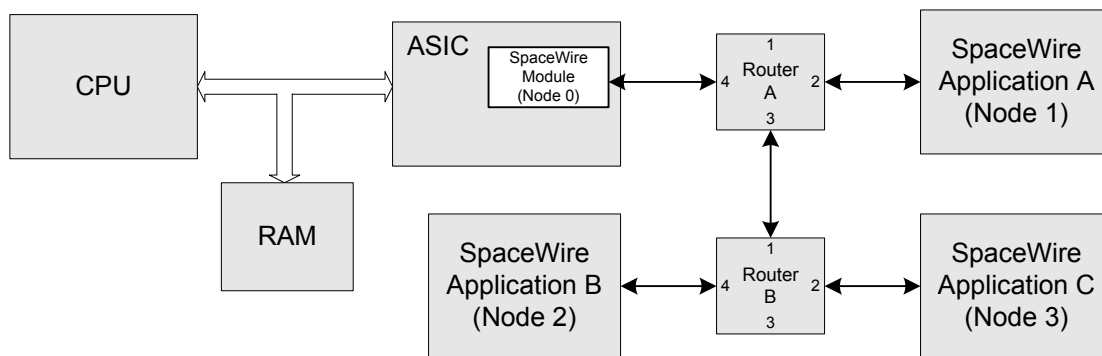 CPU
RAM
ASIC
SpaceWire
Module
(Node 0)
1
Router
4
2
A
3
SpaceWire
Application A
(Node 1)
SpaceWire
Application B
(Node 2)
1
Router
4
2
B
3
SpaceWire
Application C
(Node 3)